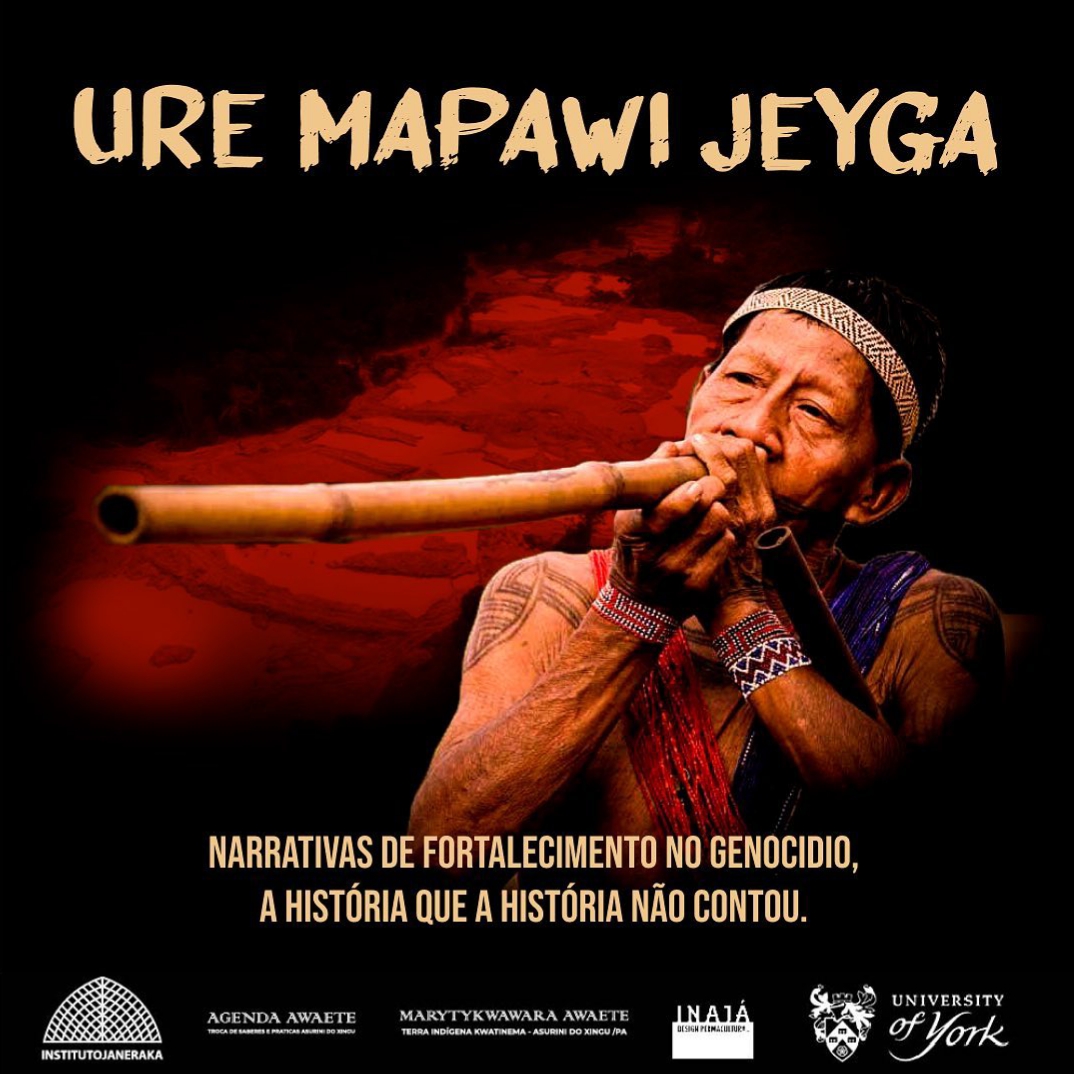 URE MAPAWI JEYGA
NARRATIVAS DE FORTALECIMENTO NO GENOCIDIO,
A HISTÓRIA QUE A HISTÓRIA NÃO CONTOU.
INSTITUTOJANERAKA
AGENDA AWAETE
TROCA DE SABERES E PRATICAS ASURINI DO XINGU
MARYTYKWAWARA AWAETE
TERRA INDÍGENA KWATINEMA - ASURINI DO XINGU /PA
INAJÁ
DESIGN PERMACULTURA.
UNIVERSITY
of York